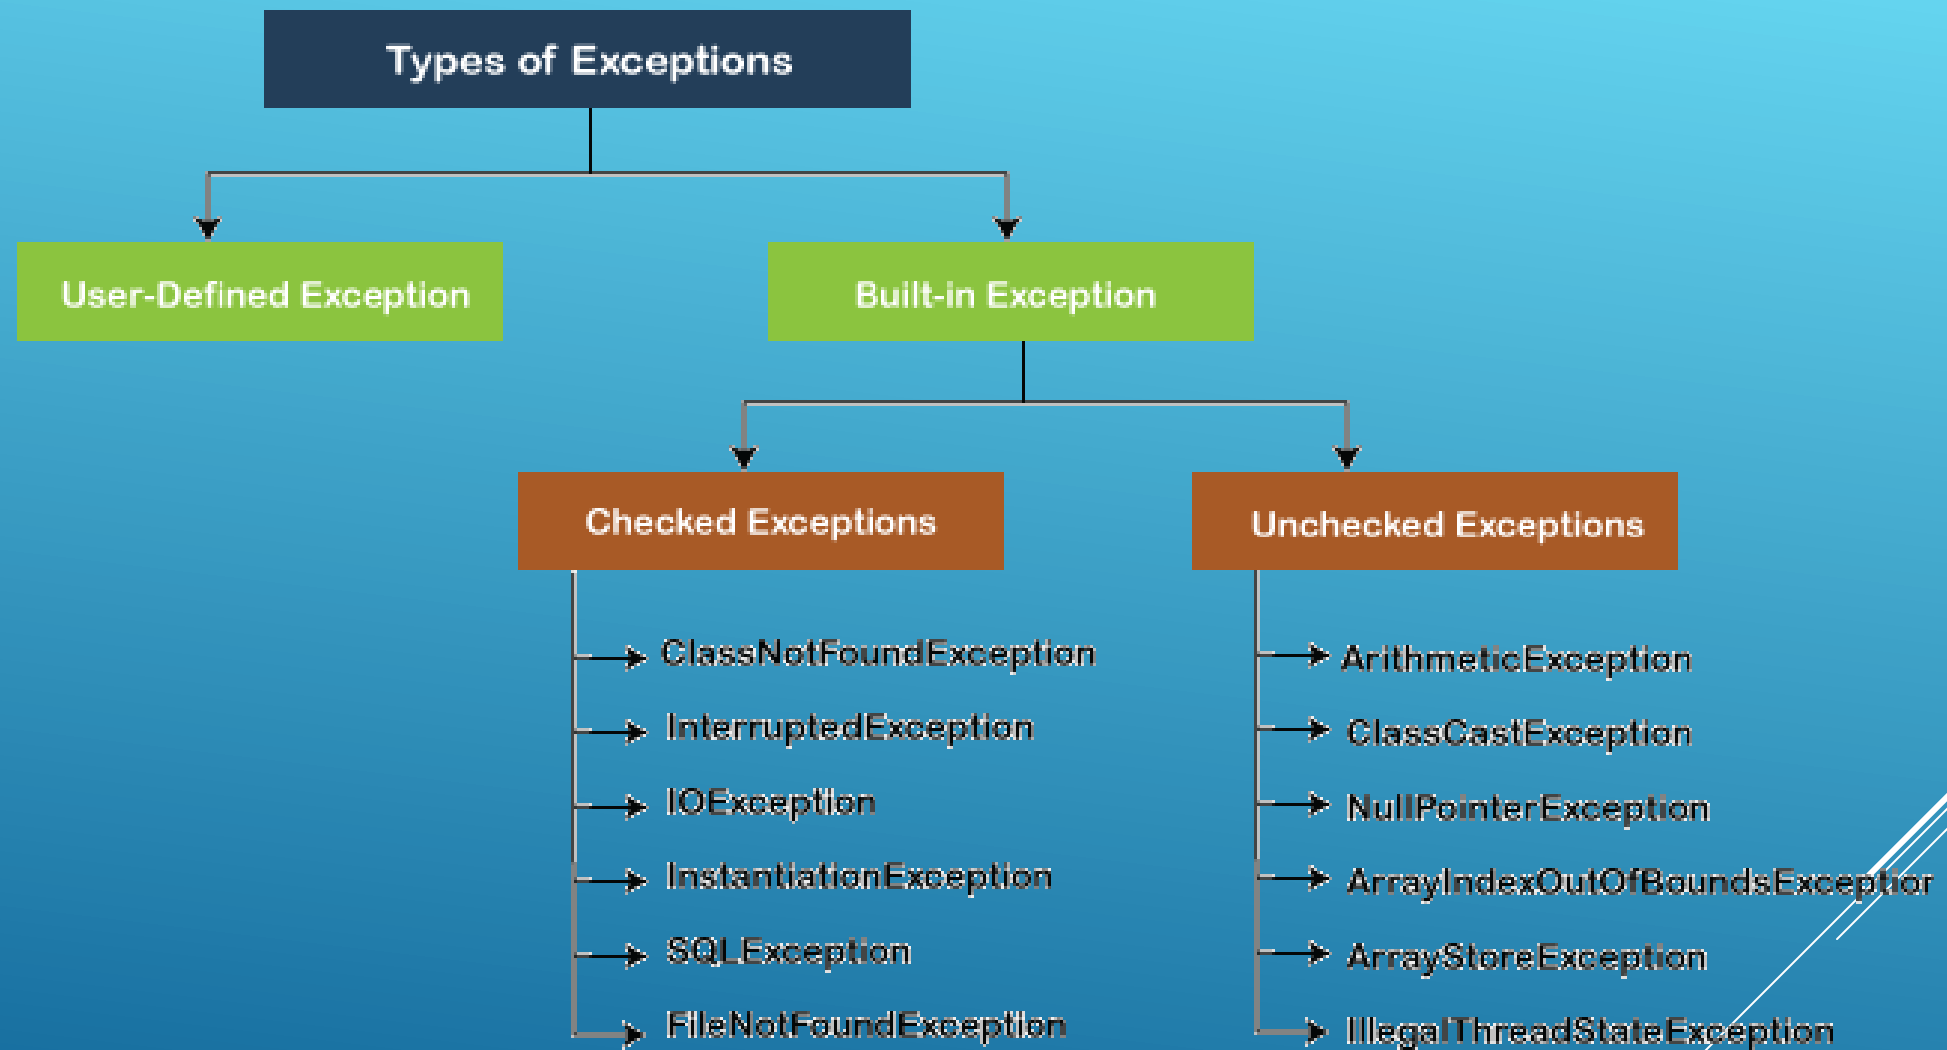 Types of Exceptions
User-Defined Exception
Built-in Exception
Checked Exceptions
Unchecked Exceptions
ClassNotFoundException
InterruptedException
IOException
InstantiationException
SQLException
FileNotFoundException
ArithmeticException
ClassCastException
NullPointerException
ArrayIndexOutOfBoundsException
ArrayStoreException
IllegalThreadStateException